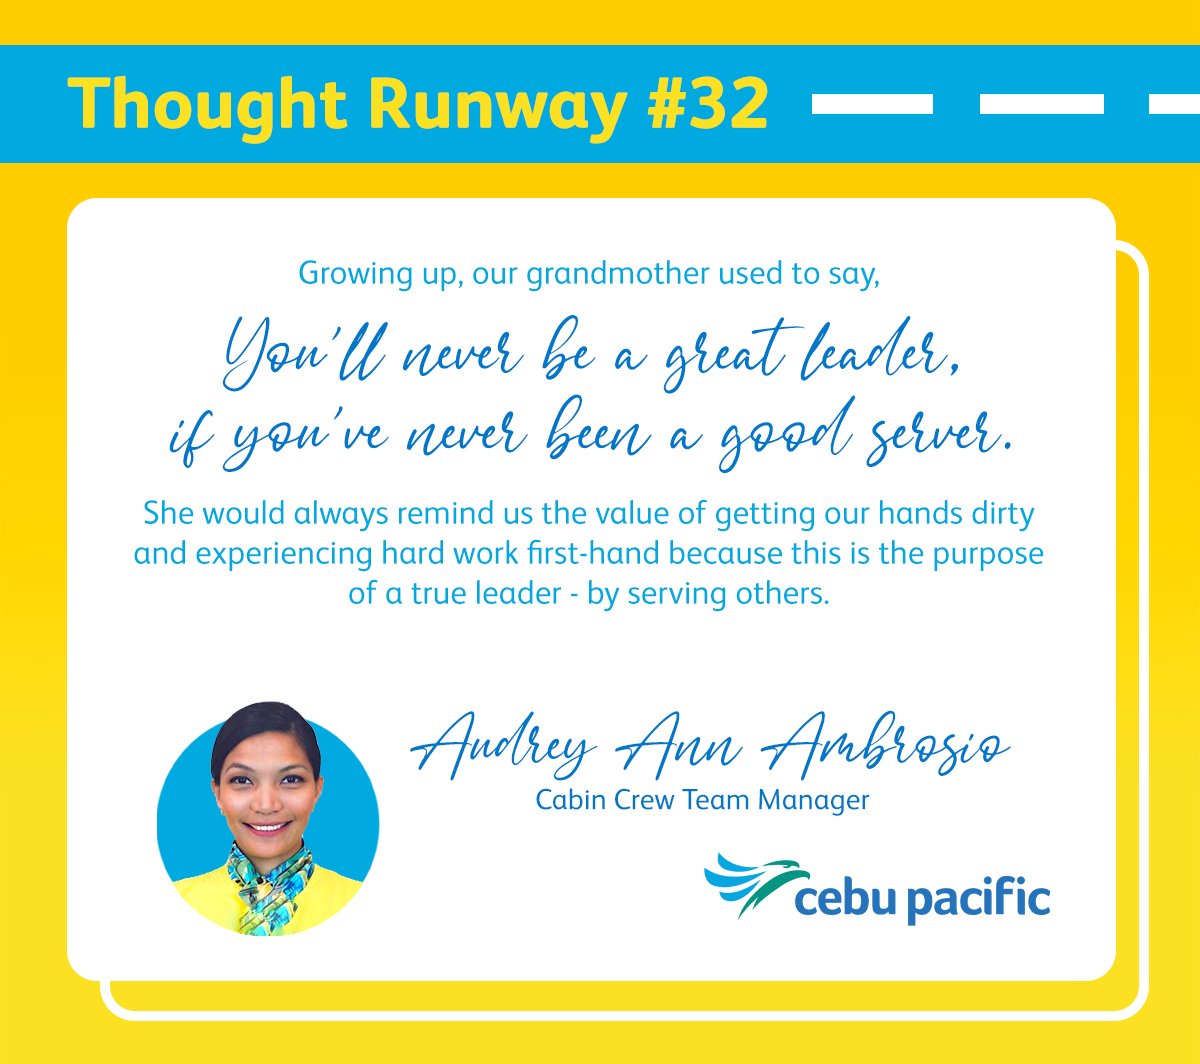 Thought Runway #32
Growing up, our grandmother used to say,
You'll never be a great leader,
if you've never been a good server.
She would always remind us the value of getting our hands dirty
and experiencing hard work first-hand because this is the purpose
of a true leader - by serving others.
Audrey Ann Ambrosio
Cabin Crew Team Manager
cebu pacific